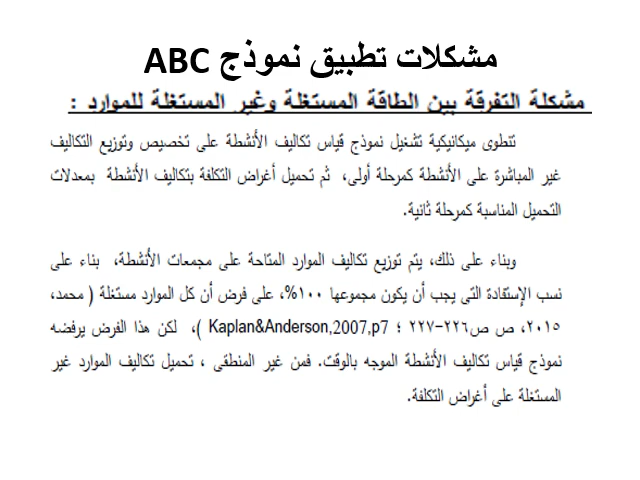 مشكلات تطبيق نموذج ABC
مشكلة التفرقة بين الطاقة المستغلة وغير المستغلة للموارد :
تنطوى ميكانيكية تشغيل نموذج قياس تكاليف الأنشطة على تخصيص وتوزيع التكاليف
غير المباشرة على الأنشطة كمرحلة أولى، ثم تحميل أغراض التكلفة بتكاليف الأنشطة بمعدلات
التحميل المناسبة كمرحلة ثانية.
وبناء على ذلك، يتم توزيع تكاليف الموارد المتاحة على مجمعات الأنشطة، بناء على
نسب الإستفادة التى يجب أن يكون مجموعها ١٠٠%، على فرض أن كل الموارد مستغلة ( محمد،
٢٠١٥، ص ص٢٢٦-٢٢٧ ؛ Kaplan&Anderson,2007,p7 )، لكن هذا الفرض يرفضه
نموذج قياس تكاليف الأنشطة الموجه بالوقت. فمن غير المنطقى ، تحميل تكاليف الموارد غير
المستغلة على أغراض التكلفة.